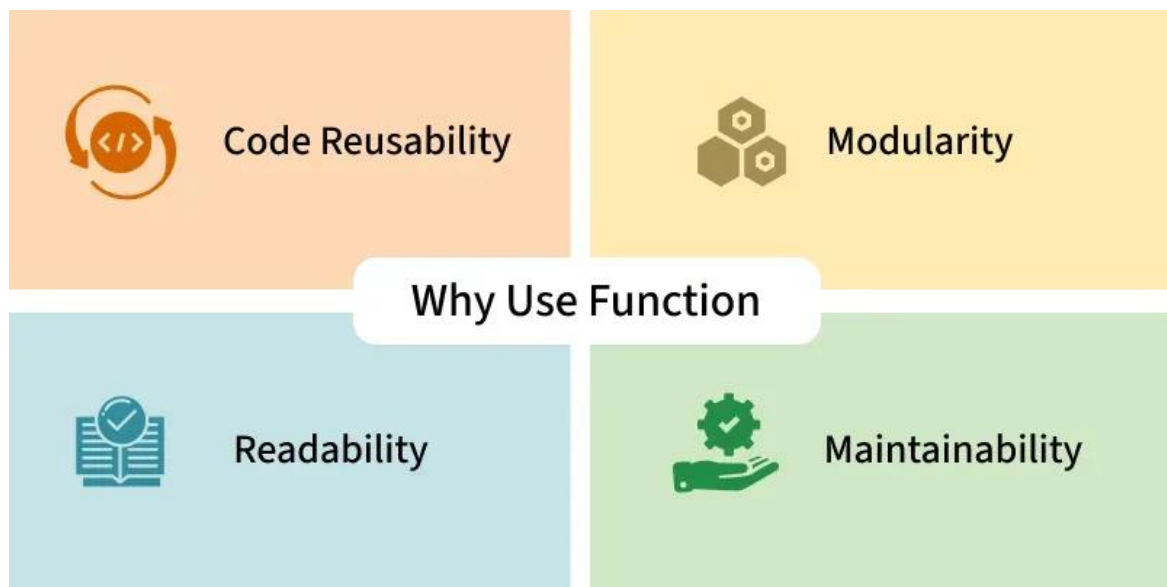 Code Reusability
Modularity
Why Use Function
Readability
Maintainability